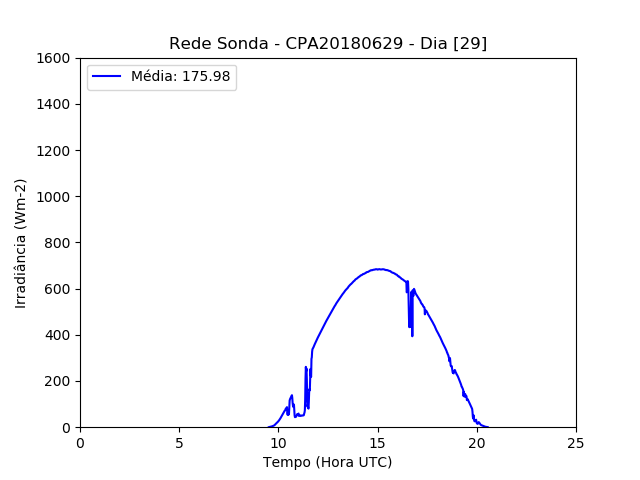 Rede Sonda - CPA20180629 - Dia [29]
Média: 175.98
1600
1400
1200
1000
800
600
400
200
0
Irradiância (Wm-2)
0 5 10 15 20 25
Tempo (Hora UTC)